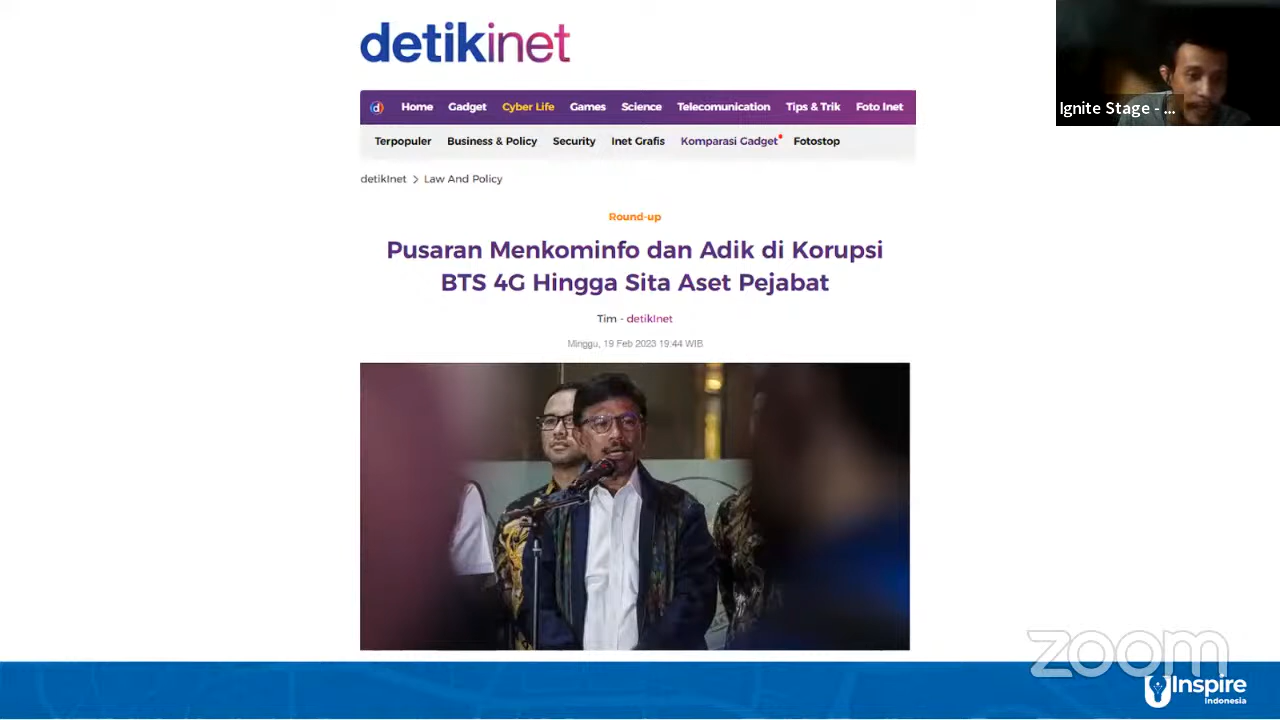 detikinet
Home Gadget Cyber Life Games Science Telecomunication Tips & Trik Foto Inet
Terpopuler Business & Policy Security Inet Grafis Komparasi Gadget Fotostop
detikInet > Law And Policy
Round-up
Pusaran Menkominfo dan Adik di Korupsi
BTS 4G Hingga Sita Aset Pejabat
Tim - detikInet
Minggu, 19 Feb 2023 19:44 WIB
Ignite Stage - ...
zoom
Inspire
Indonesia